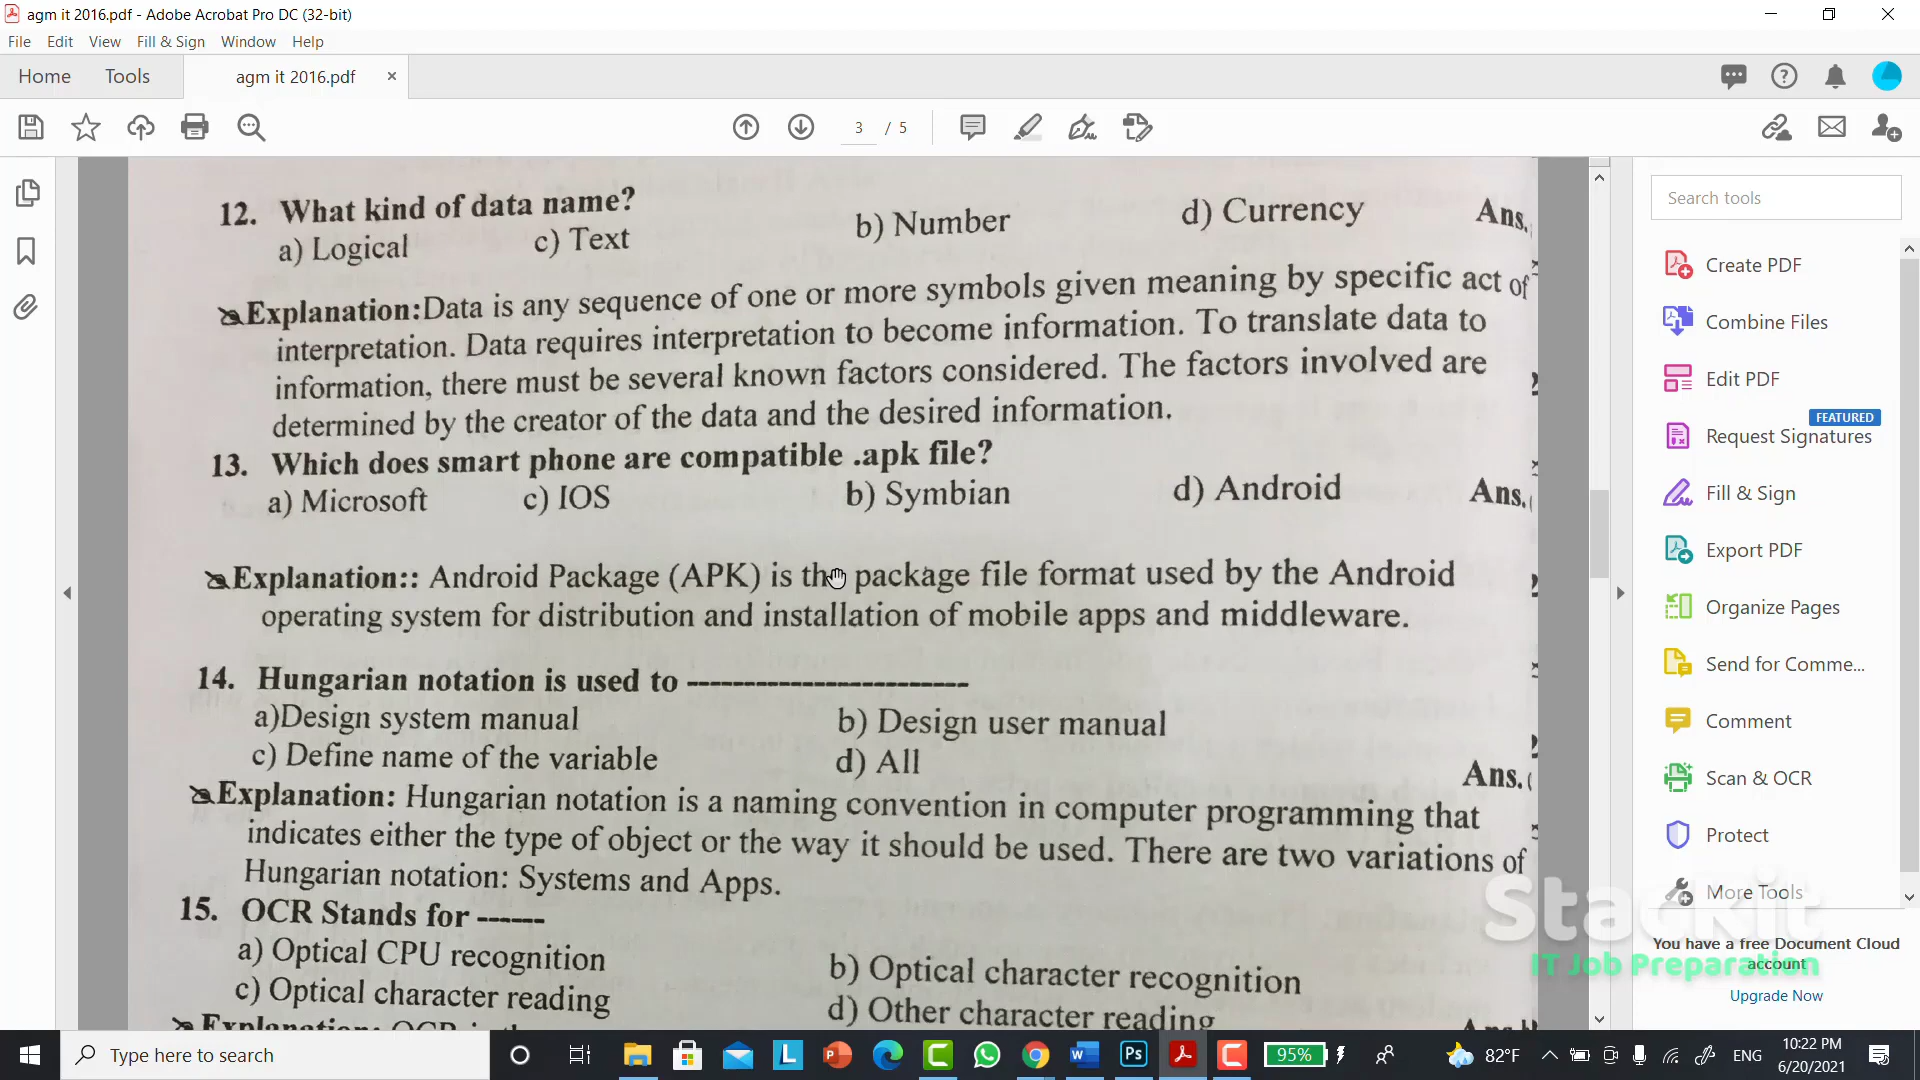 agm it 2016.pdf - Adobe Acrobat Pro DC (32-bit)
File Edit View Fill & Sign Window Help
Home Tools agm it 2016.pdf
3 / 5
12. What kind of data name?
a) Logical c) Text b) Number d) Currency Ans.
Explanation:Data is any sequence of one or more symbols given meaning by specific act of
interpretation. Data requires interpretation to become information. To translate data to
information, there must be several known factors considered. The factors involved are
determined by the creator of the data and the desired information.
13. Which does smart phone are compatible .apk file?
a) Microsoft c) IOS b) Symbian d) Android Ans.(
Explanation:: Android Package (APK) is the package file format used by the Android
operating system for distribution and installation of mobile apps and middleware.
14. Hungarian notation is used to -------------------------
a)Design system manual b) Design user manual
c) Define name of the variable d) All
Ans.(
Explanation: Hungarian notation is a naming convention in computer programming that
indicates either the type of object or the way it should be used. There are two variations of
Hungarian notation: Systems and Apps.
15. OCR Stands for ------
a) Optical CPU recognition b) Optical character recognition
c) Optical character reading d) Other character reading
Search tools
Create PDF
Combine Files
Edit PDF
FEATURED
Request Signatures
Fill & Sign
Export PDF
Organize Pages
Send for Comme...
Comment
Scan & OCR
Protect
More Tools
You have a free Document Cloud
account
Upgrade Now
Stackit
IT Job Preparation
Type here to search
95%
82°F
ENG
10:22 PM
6/20/2021